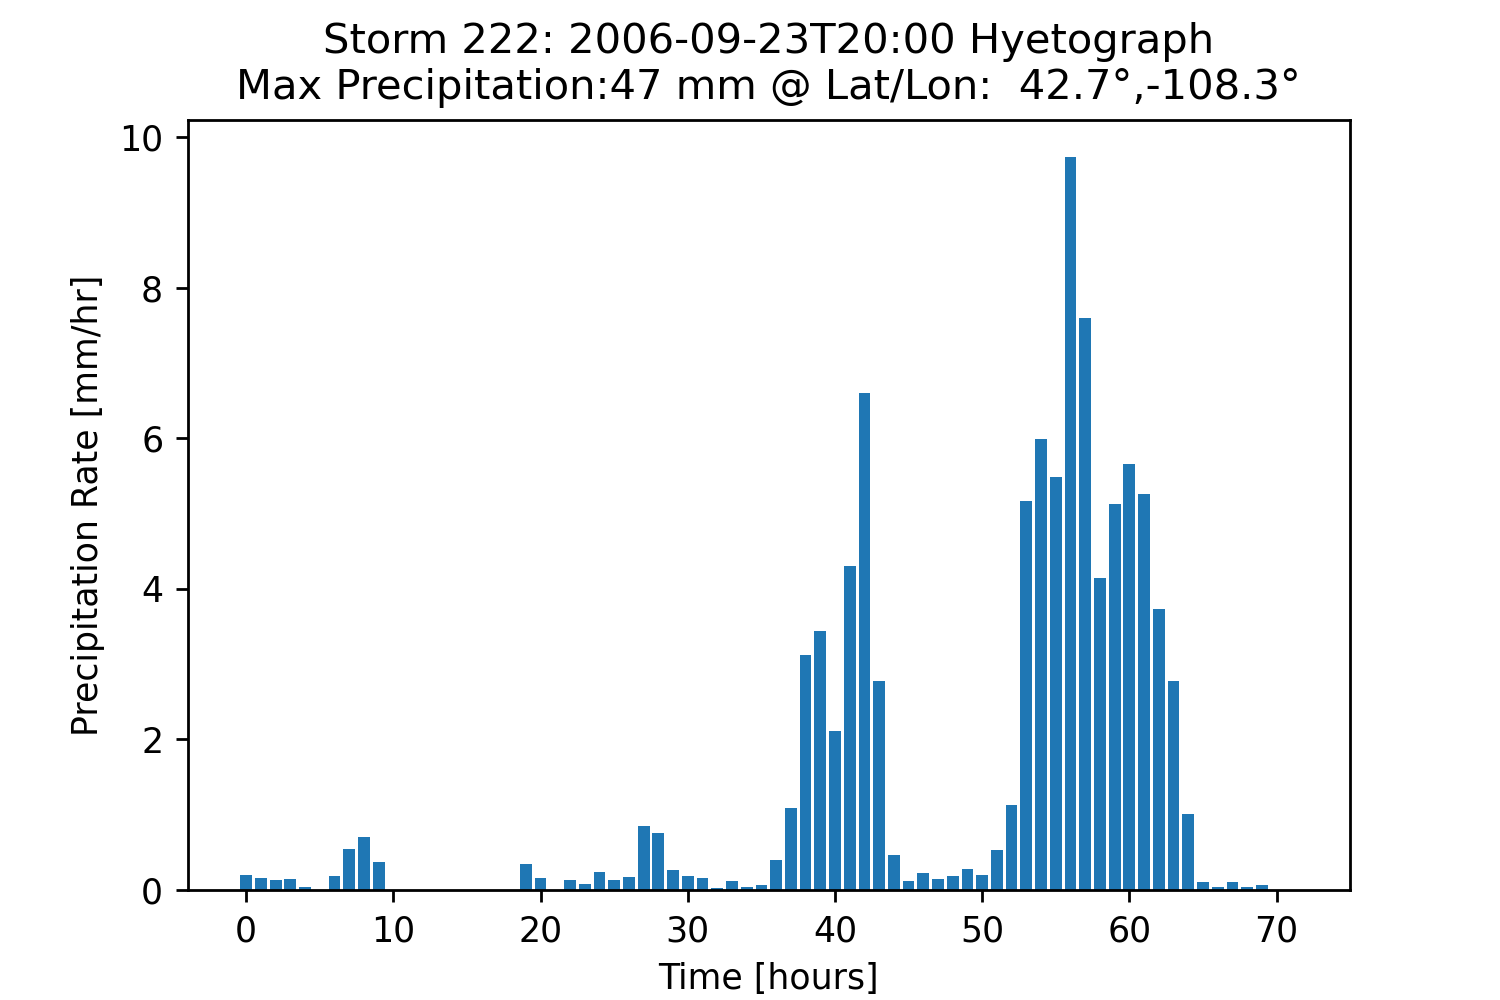 Storm 222: 2006-09-23T20:00 Hyetograph
Max Precipitation:47 mm @ Lat/Lon:  42.7°,-108.3°
Precipitation Rate [mm/hr]
10
8
6
4
2
0
0 10 20 30 40 50 60 70
Time [hours]